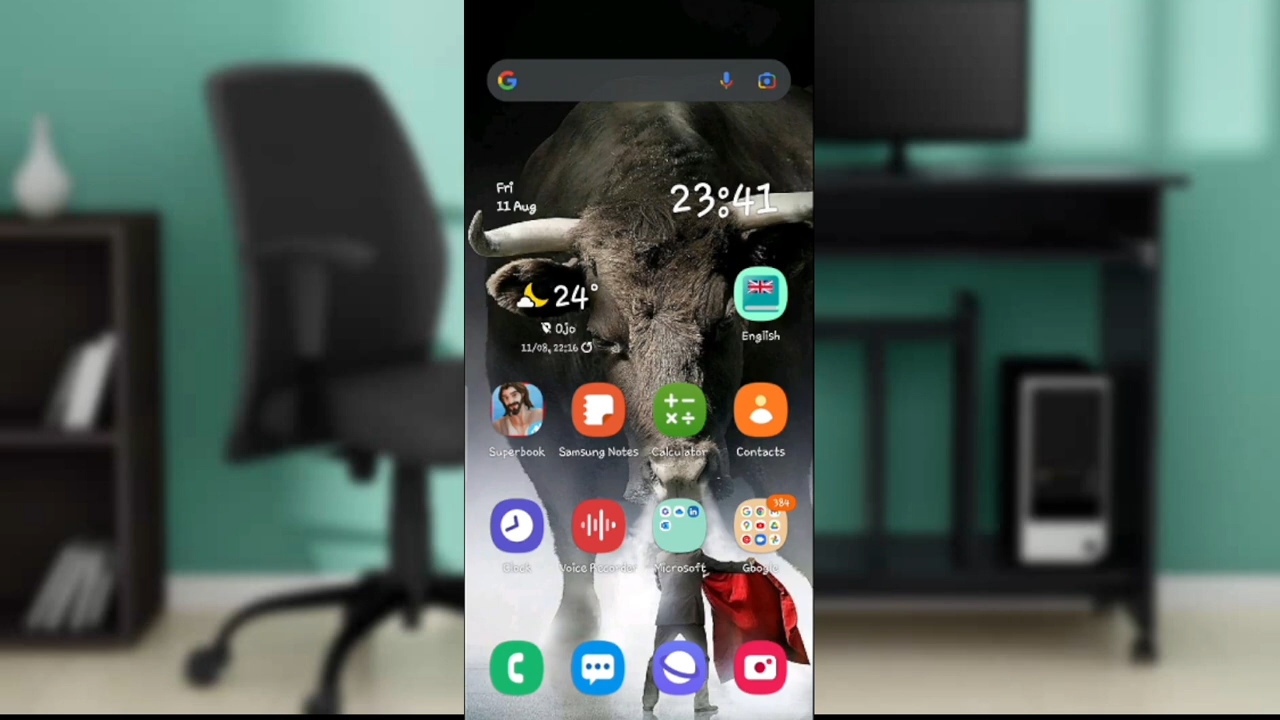 Fri
11 Aug
23:41
24°
Ojo
11/08, 22:16
English
Superbook
Samsung Notes
Calculator
Contacts
384
Clock
Voice Recorder
Microsoft
Google